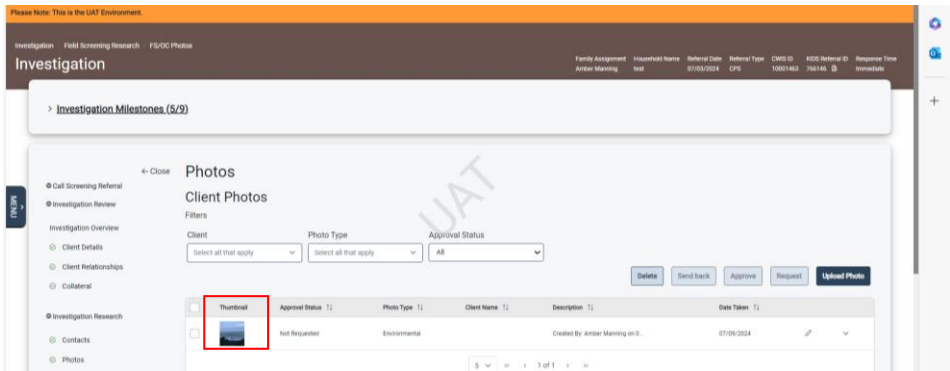 Please Note: This is the UAT Environment.
Investigation Field Screening Research FS/OC Photos
Investigation
Family Assignment Household Name Referral Date Referral Type CWIS ID KIDS Referral ID Response Time
Amber Manning test 07/03/2024 CPS 10001463 766146 Immediate
> Investigation Milestones (5/9)
MENU
← Close
Call Screening Referral
Investigation Review
Investigation Overview
Client Details
Client Relationships
Collateral
Investigation Research
Contacts
Photos
Photos
Client Photos
Filters
Client Photo Type Approval Status
Select all that apply Select all that apply All
UAT
Delete Send back Approve Request Upload Photo
Thumbnail Approval Status Photo Type Client Name Description Date Taken
Not Requested Environmental Created By: Amber Manning on S... 07/09/2024
5 « ‹ 1 of 1 › »